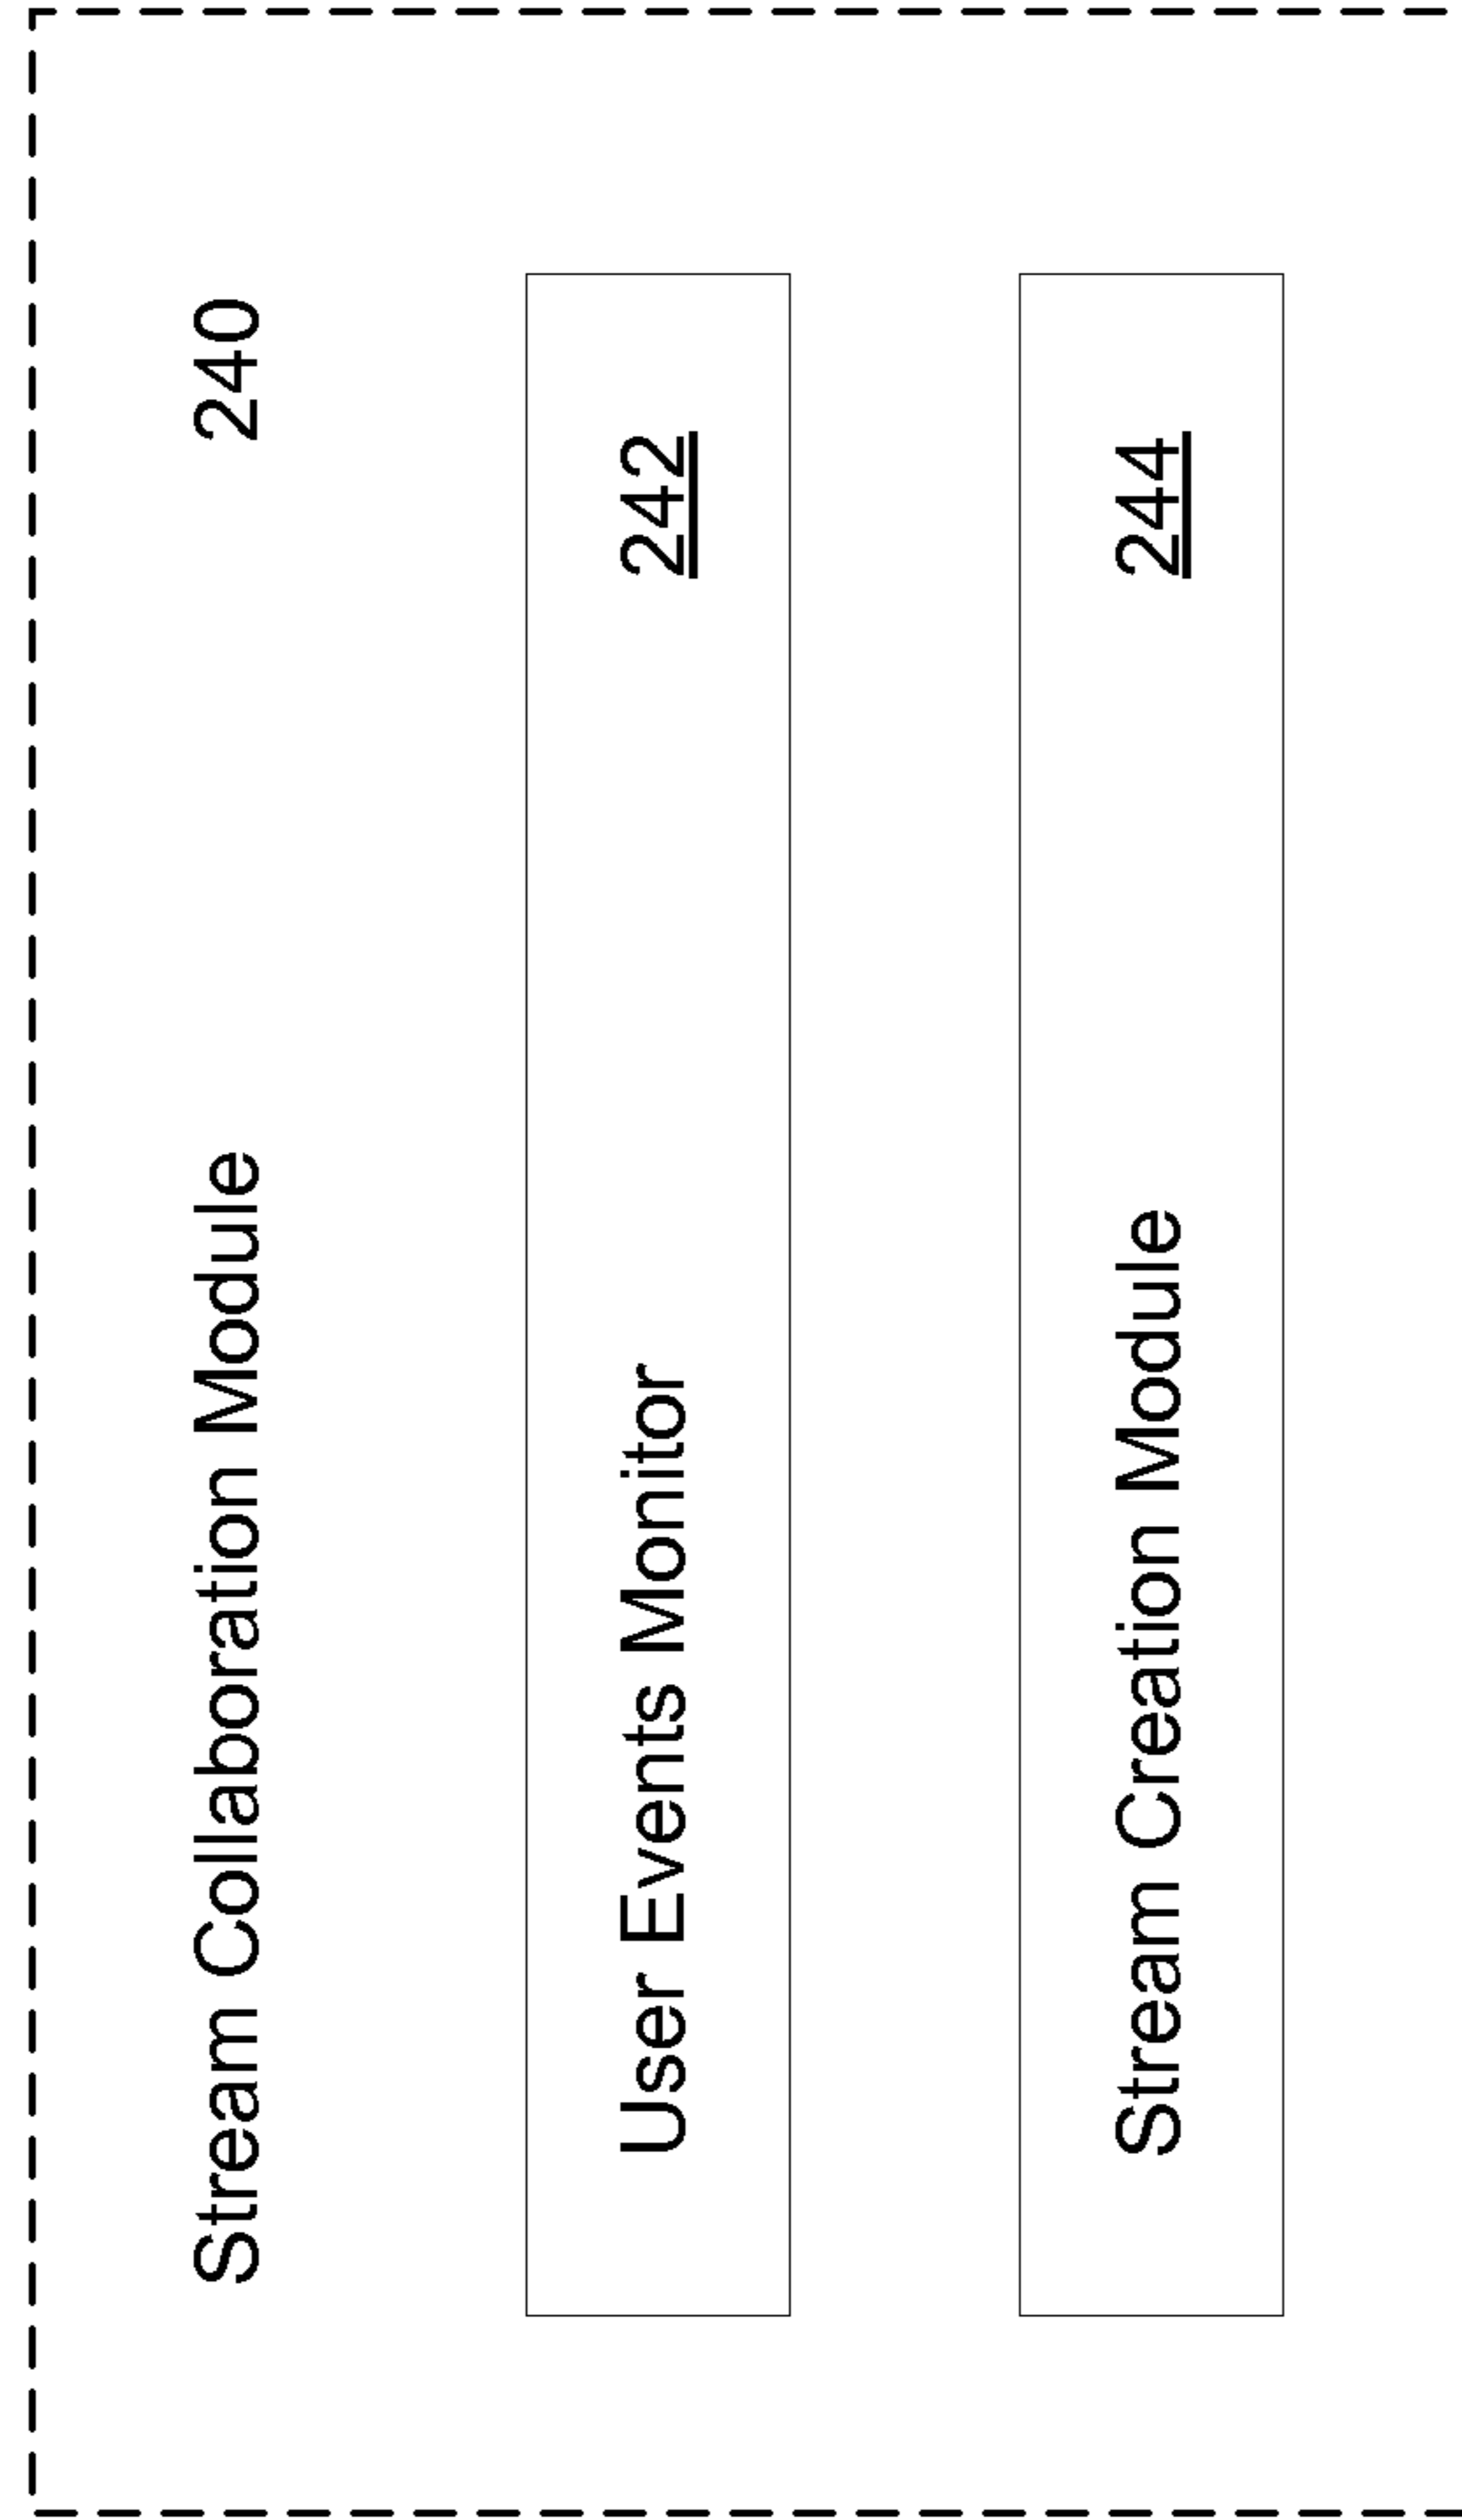 Stream Collaboration Module 240
User Events Monitor 242
Stream Creation Module 244